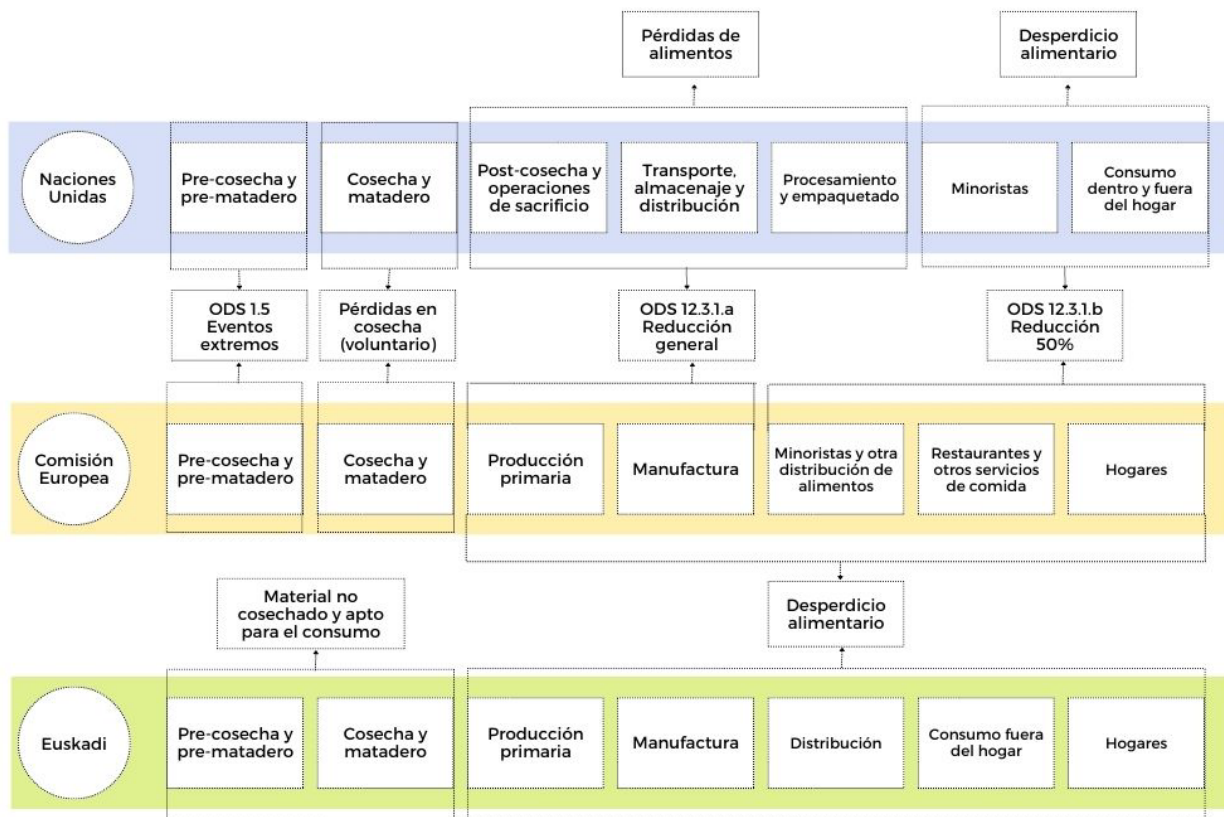 Pérdidas de
alimentos
Desperdicio
alimentario
Naciones
Unidas
Pre-cosecha y
pre-matadero
Cosecha y
matadero
Post-cosecha y
operaciones
de sacrificio
Transporte,
almacenaje y
distribución
Procesamiento
y empaquetado
Minoristas
Consumo
dentro y fuera
del hogar
ODS 1.5
Eventos
extremos
Pérdidas en
cosecha
(voluntario)
ODS 12.3.1.a
Reducción
general
ODS 12.3.1.b
Reducción
50%
Comisión
Europea
Pre-cosecha y
pre-matadero
Cosecha y
matadero
Producción
primaria
Manufactura
Minoristas y otra
distribución de
alimentos
Restaurantes y
otros servicios
de comida
Hogares
Material no
cosechado y apto
para el consumo
Desperdicio
alimentario
Euskadi
Pre-cosecha y
pre-matadero
Cosecha y
matadero
Producción
primaria
Manufactura
Distribución
Consumo fuera
del hogar
Hogares